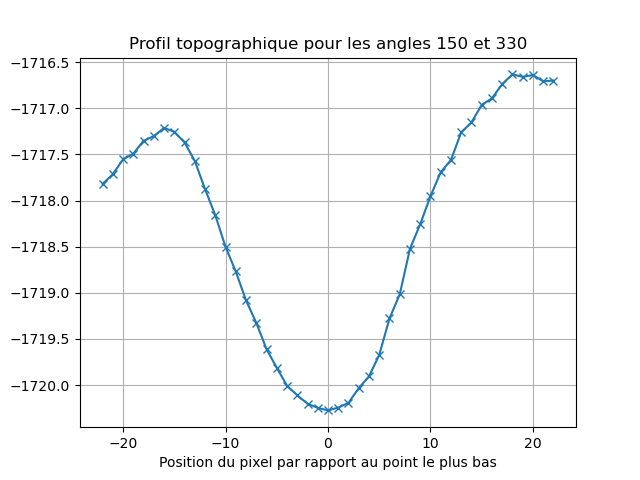 Profil topographique pour les angles 150 et 330
−1716.5
−1717.0
−1717.5
−1718.0
−1718.5
−1719.0
−1719.5
−1720.0
−20 −10 0 10 20
Position du pixel par rapport au point le plus bas